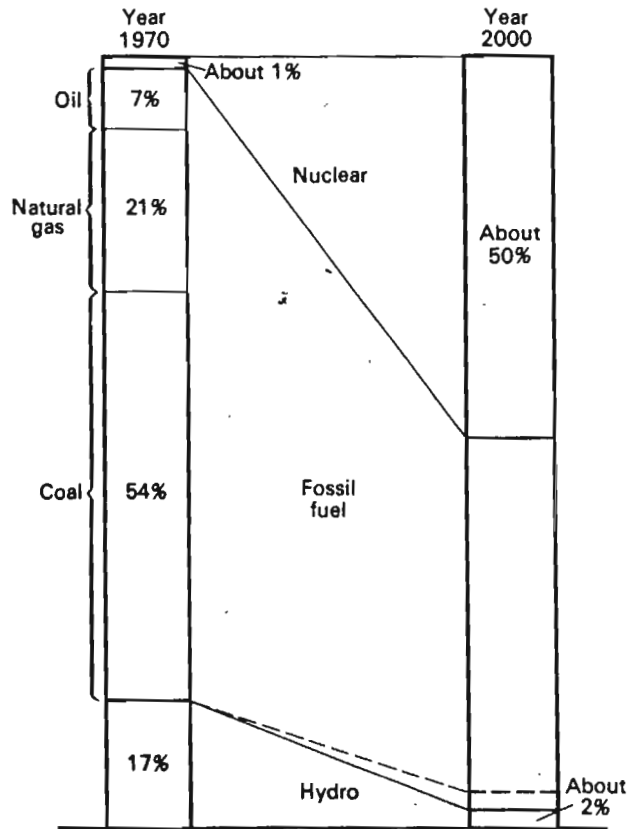 Year
1970
Year
2000
About 1%
Oil
7%
Nuclear
Natural
gas
21%
About
50%
Coal
54%
Fossil
fuel
17%
Hydro
About
2%